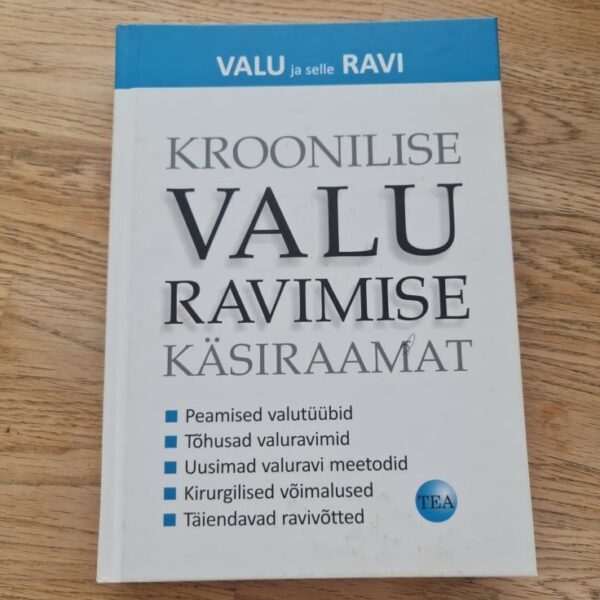 VALU ja selle RAVI
KROONILISE
VALU
RAVIMISE
KÄSIRAAMAT
Peamised valutüübid
Tõhusad valuravimid
Uusimad valuravi meetodid
Kirurgilised võimalused
Täiendavad ravivõtted
TEA